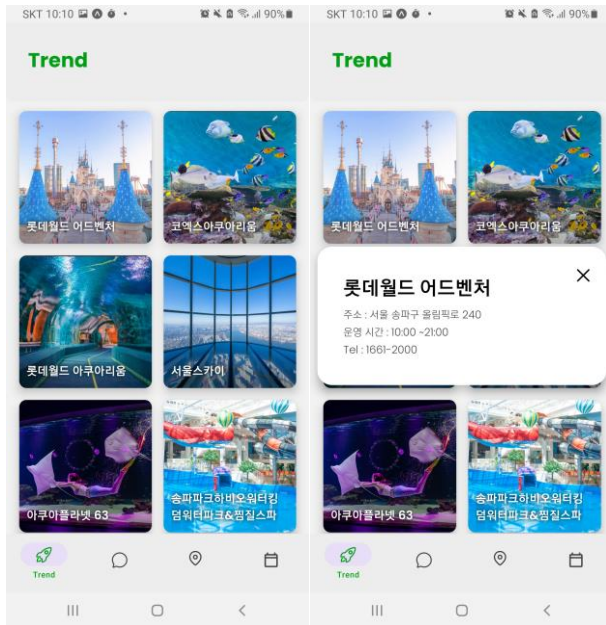 SKT 10:10
90%
Trend
롯데월드 어드벤처
코엑스아쿠아리움
롯데월드 아쿠아리움
서울스카이
아쿠아플라넷 63
송파파크하비오워터킹
덤워터파크&찜질스파
Trend
SKT 10:10
90%
Trend
롯데월드 어드벤처
코엑스아쿠아리움
롯데월드 어드벤처
주소 : 서울 송파구 올림픽로 240
운영 시간 : 10:00 ~21:00
Tel : 1661-2000
아쿠아플라넷 63
송파파크하비오워터킹
덤워터파크&찜질스파
Trend